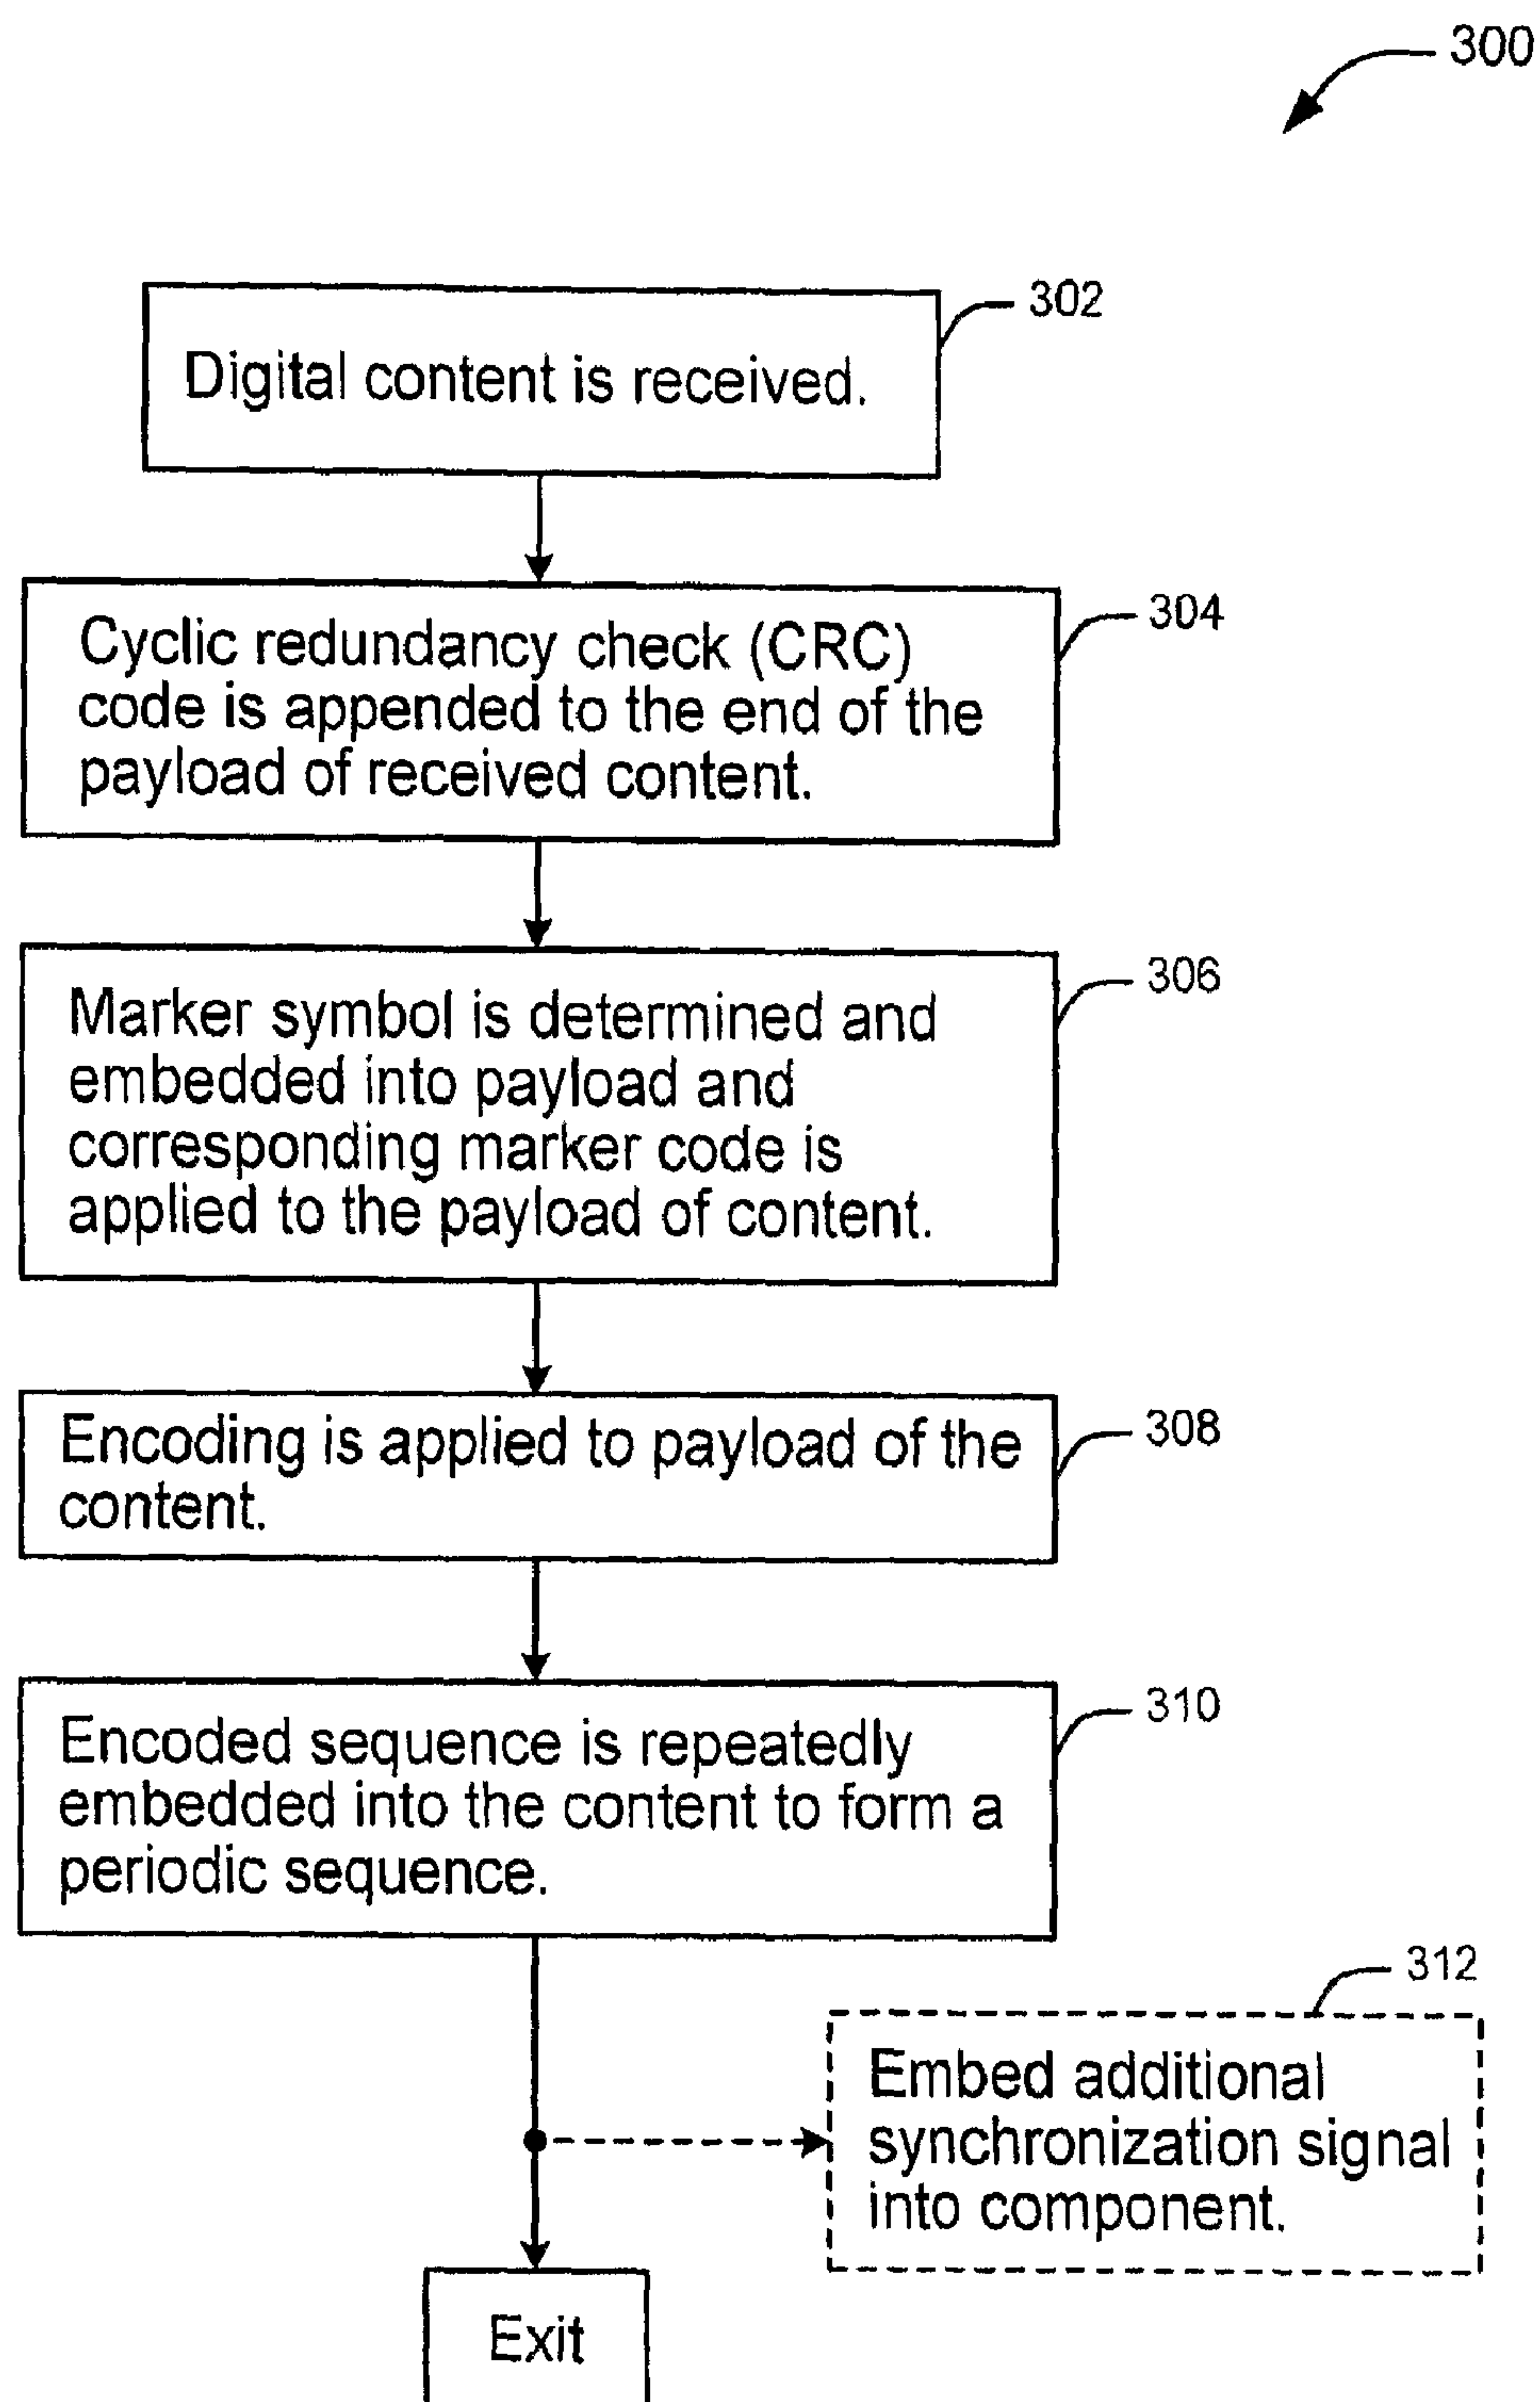 300
302
Digital content is received.
304
Cyclic redundancy check (CRC)
code is appended to the end of the
payload of received content.
306
Marker symbol is determined and
embedded into payload and
corresponding marker code is
applied to the payload of content.
308
Encoding is applied to payload of the
content.
310
Encoded sequence is repeatedly
embedded into the content to form a
periodic sequence.
312
Embed additional
synchronization signal
into component.
Exit